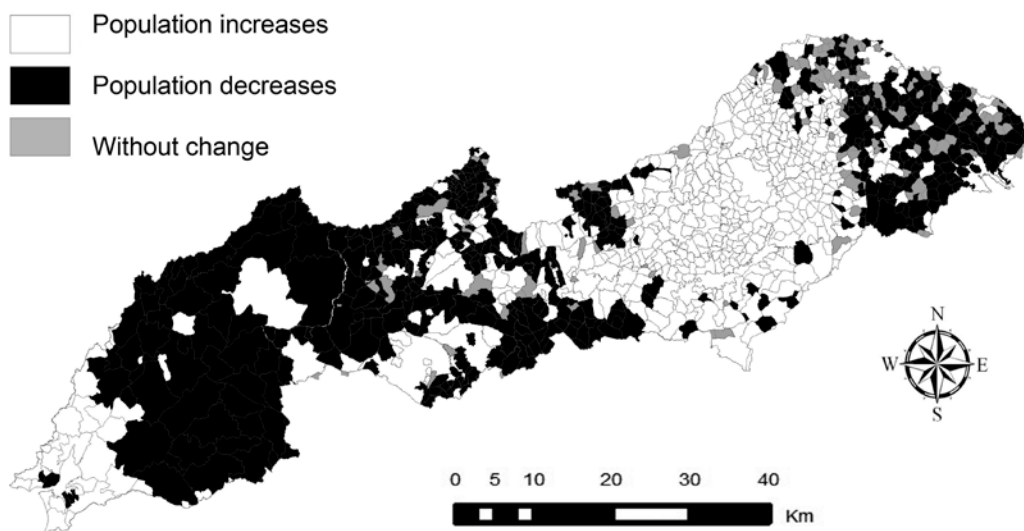 Population increases
Population decreases
Without change
N
W E
S
0 5 10 20 30 40
Km